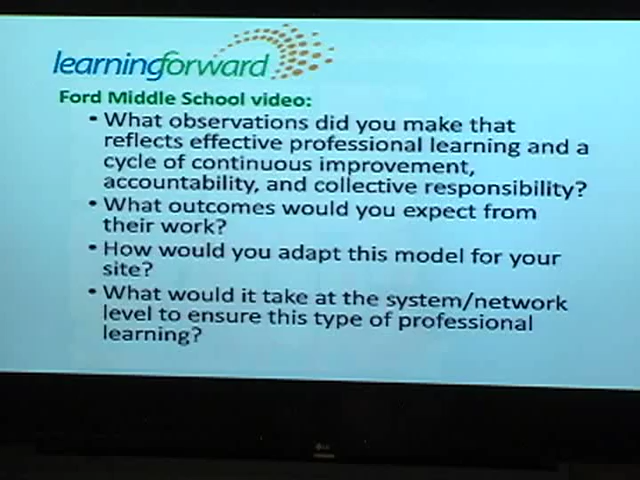 learningforward
Ford Middle School video:
• What observations did you make that
reflects effective professional learning and a
cycle of continuous improvement,
accountability, and collective responsibility?
• What outcomes would you expect from
their work?
• How would you adapt this model for your
site?
• What would it take at the system/network
level to ensure this type of professional
learning?
LG